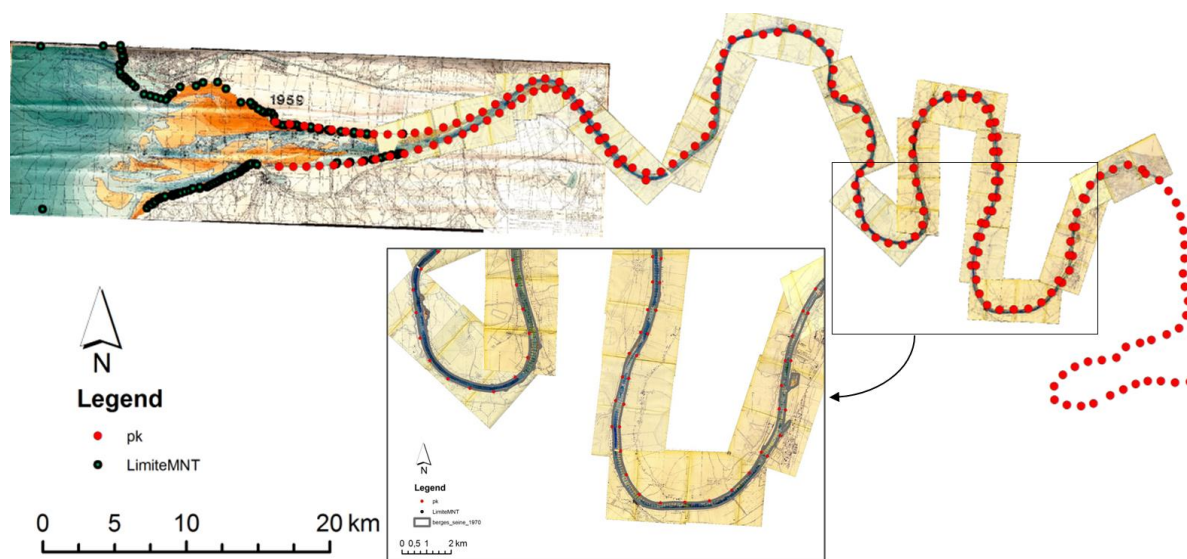 1959
N
Legend
pk
LimiteMNT
0 5 10 20 km
N
Legend
pk
LimiteMNT
berges_seine_1970
0 0,5 1 2 km